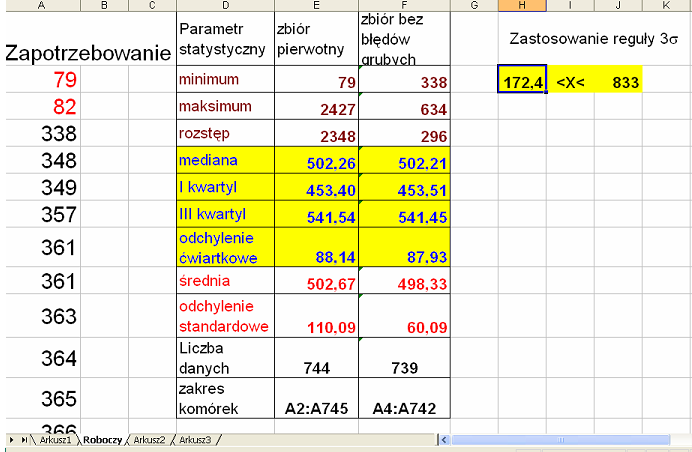 A B C D E F G H I J K
Zapotrzebowanie
Parametr statystyczny
zbiór pierwotny
zbiór bez błędów grubych
Zastosowanie reguły 3σ
79 minimum 79 338 172,4 <X< 833
82 maksimum 2427 634
338 rozstęp 2348 296
348 mediana 502,26 502,21
349 I kwartyl 453,40 453,51
357 III kwartyl 541,54 541,45
361 odchylenie ćwiartkowe 88,14 87,93
361 średnia 502,67 498,33
363 odchylenie standardowe 110,09 60,09
364 Liczba danych 744 739
365 zakres komórek A2:A745 A4:A742
366
Arkusz1 Roboczy Arkusz2 Arkusz3